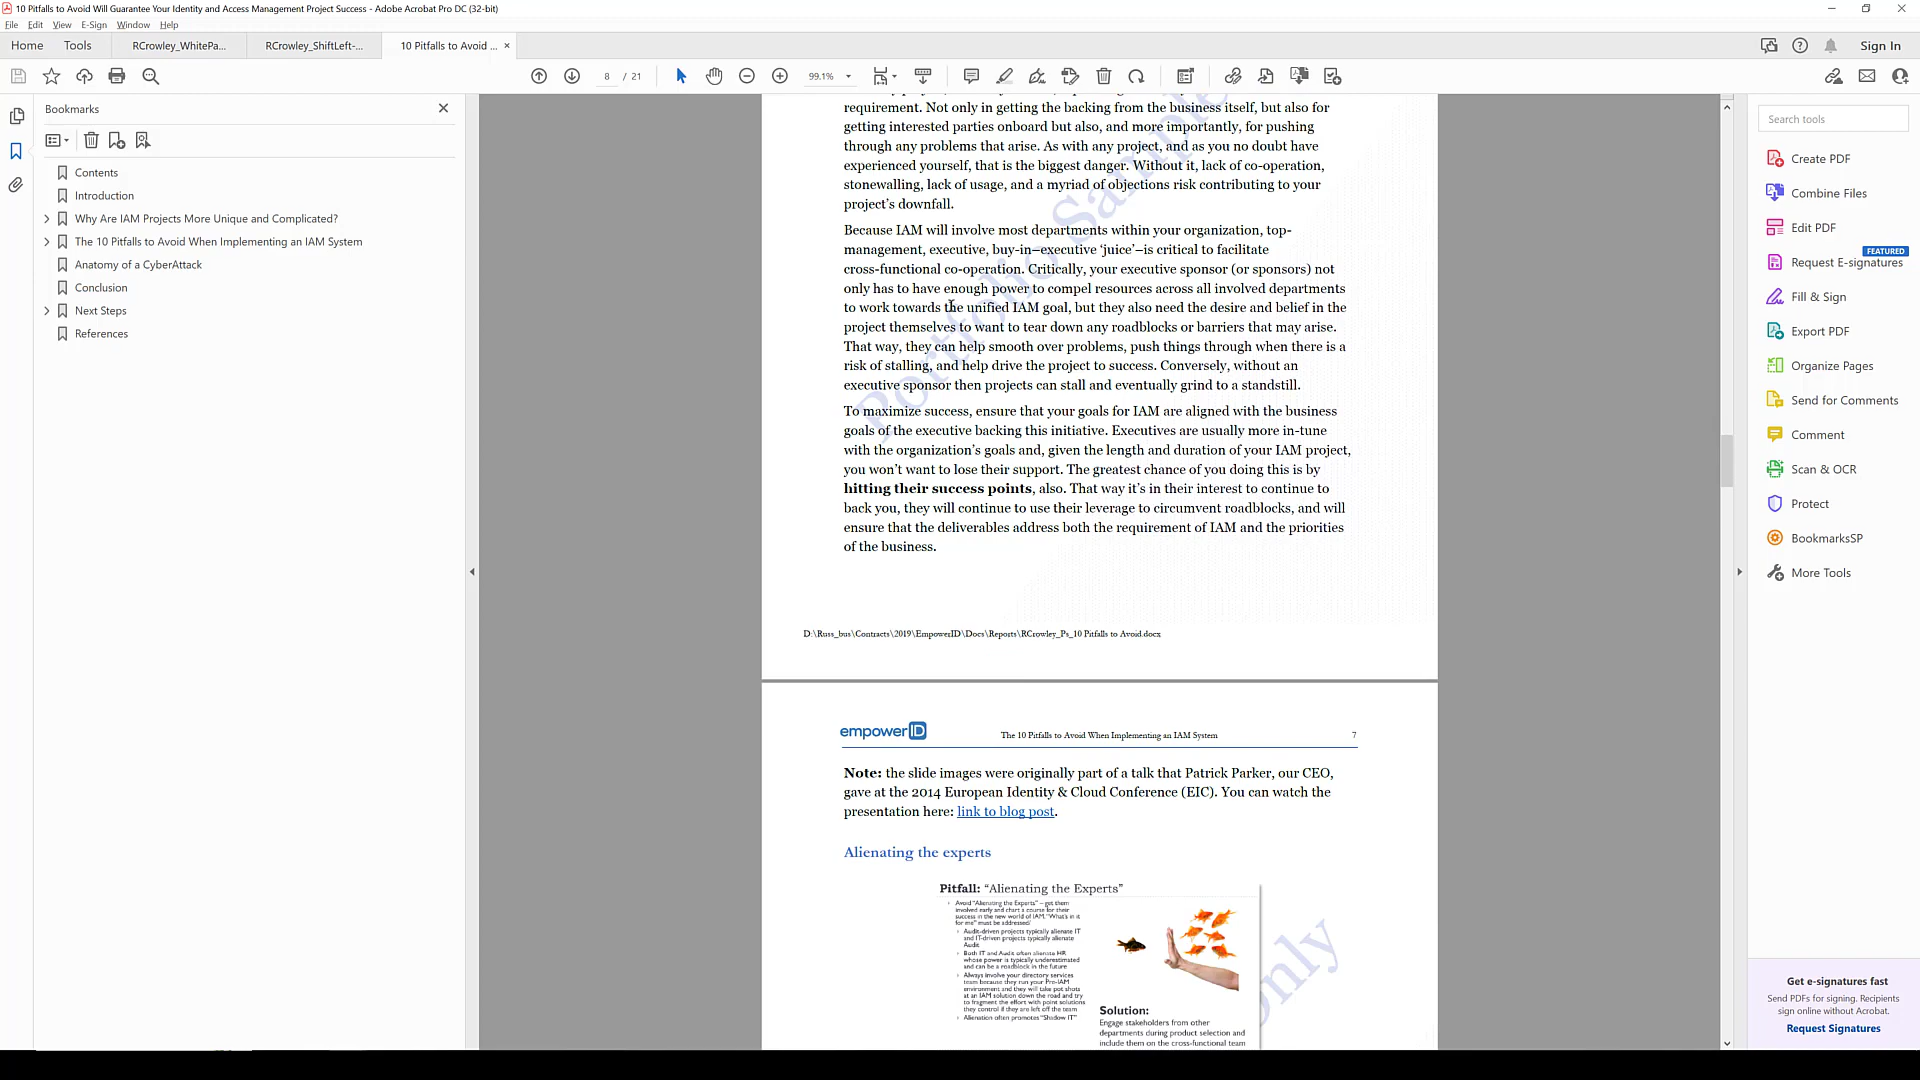 10 Pitfalls to Avoid Will Guarantee Your Identity and Access Management Project Success - Adobe Acrobat Pro DC (32-bit)
File Edit View E-Sign Window Help
Home Tools RCrowley_WhitePa... RCrowley_ShiftLeft-... 10 Pitfalls to Avoid ... × Sign In
8 / 21 99.1%
Bookmarks
Contents
Introduction
Why Are IAM Projects More Unique and Complicated?
The 10 Pitfalls to Avoid When Implementing an IAM System
Anatomy of a CyberAttack
Conclusion
Next Steps
References
requirement. Not only in getting the backing from the business itself, but also for
getting interested parties onboard but also, and more importantly, for pushing
through any problems that arise. As with any project, and as you no doubt have
experienced yourself, that is the biggest danger. Without it, lack of co-operation,
stonewalling, lack of usage, and a myriad of objections risk contributing to your
project's downfall.
Because IAM will involve most departments within your organization, top-
management, executive, buy-in—executive ‘juice’—is critical to facilitate
cross-functional co-operation. Critically, your executive sponsor (or sponsors) not
only has to have enough power to compel resources across all involved departments
to work towards the unified IAM goal, but they also need the desire and belief in the
project themselves to want to tear down any roadblocks or barriers that may arise.
That way, they can help smooth over problems, push things through when there is a
risk of stalling, and help drive the project to success. Conversely, without an
executive sponsor then projects can stall and eventually grind to a standstill.
To maximize success, ensure that your goals for IAM are aligned with the business
goals of the executive backing this initiative. Executives are usually more in-tune
with the organization’s goals and, given the length and duration of your IAM project,
you won’t want to lose their support. The greatest chance of you doing this is by
hitting their success points, also. That way it’s in their interest to continue to
back you, they will continue to use their leverage to circumvent roadblocks, and will
ensure that the deliverables address both the requirement of IAM and the priorities
of the business.
Portfolio Sample
D:\Russ_bus\Contracts\2019\EmpowerID\Docs\Reports\RCrowley_Ps_10 Pitfalls to Avoid.docx
empowerID The 10 Pitfalls to Avoid When Implementing an IAM System 7
Note: the slide images were originally part of a talk that Patrick Parker, our CEO,
gave at the 2014 European Identity & Cloud Conference (EIC). You can watch the
presentation here: link to blog post.
Alienating the experts
Pitfall: “Alienating the Experts”
Avoid "Alienating the Experts" – get them
involved early and chart a course for their
success in the new world of IAM. "What's in it
for me" must be addressed!
Audit-driven projects typically alienate IT
and IT-driven projects typically alienate
Audit
Both IT and Audit often alienate HR
whose power is typically underestimated
and can be a roadblock in the future
Always involve your directory services
team because they run your Pre-IAM
environment and they will take pot shots
at an IAM solution down the road and try
to fragment the effort with point solutions
they control if they are left off the team
Alienation often promotes "Shadow IT"
Solution:
Engage stakeholders from other
departments during product selection and
include them on the cross-functional team
only
Search tools
Create PDF
Combine Files
Edit PDF
FEATURED
Request E-signatures
Fill & Sign
Export PDF
Organize Pages
Send for Comments
Comment
Scan & OCR
Protect
BookmarksSP
More Tools
Get e-signatures fast
Send PDFs for signing. Recipients
sign online without Acrobat.
Request Signatures